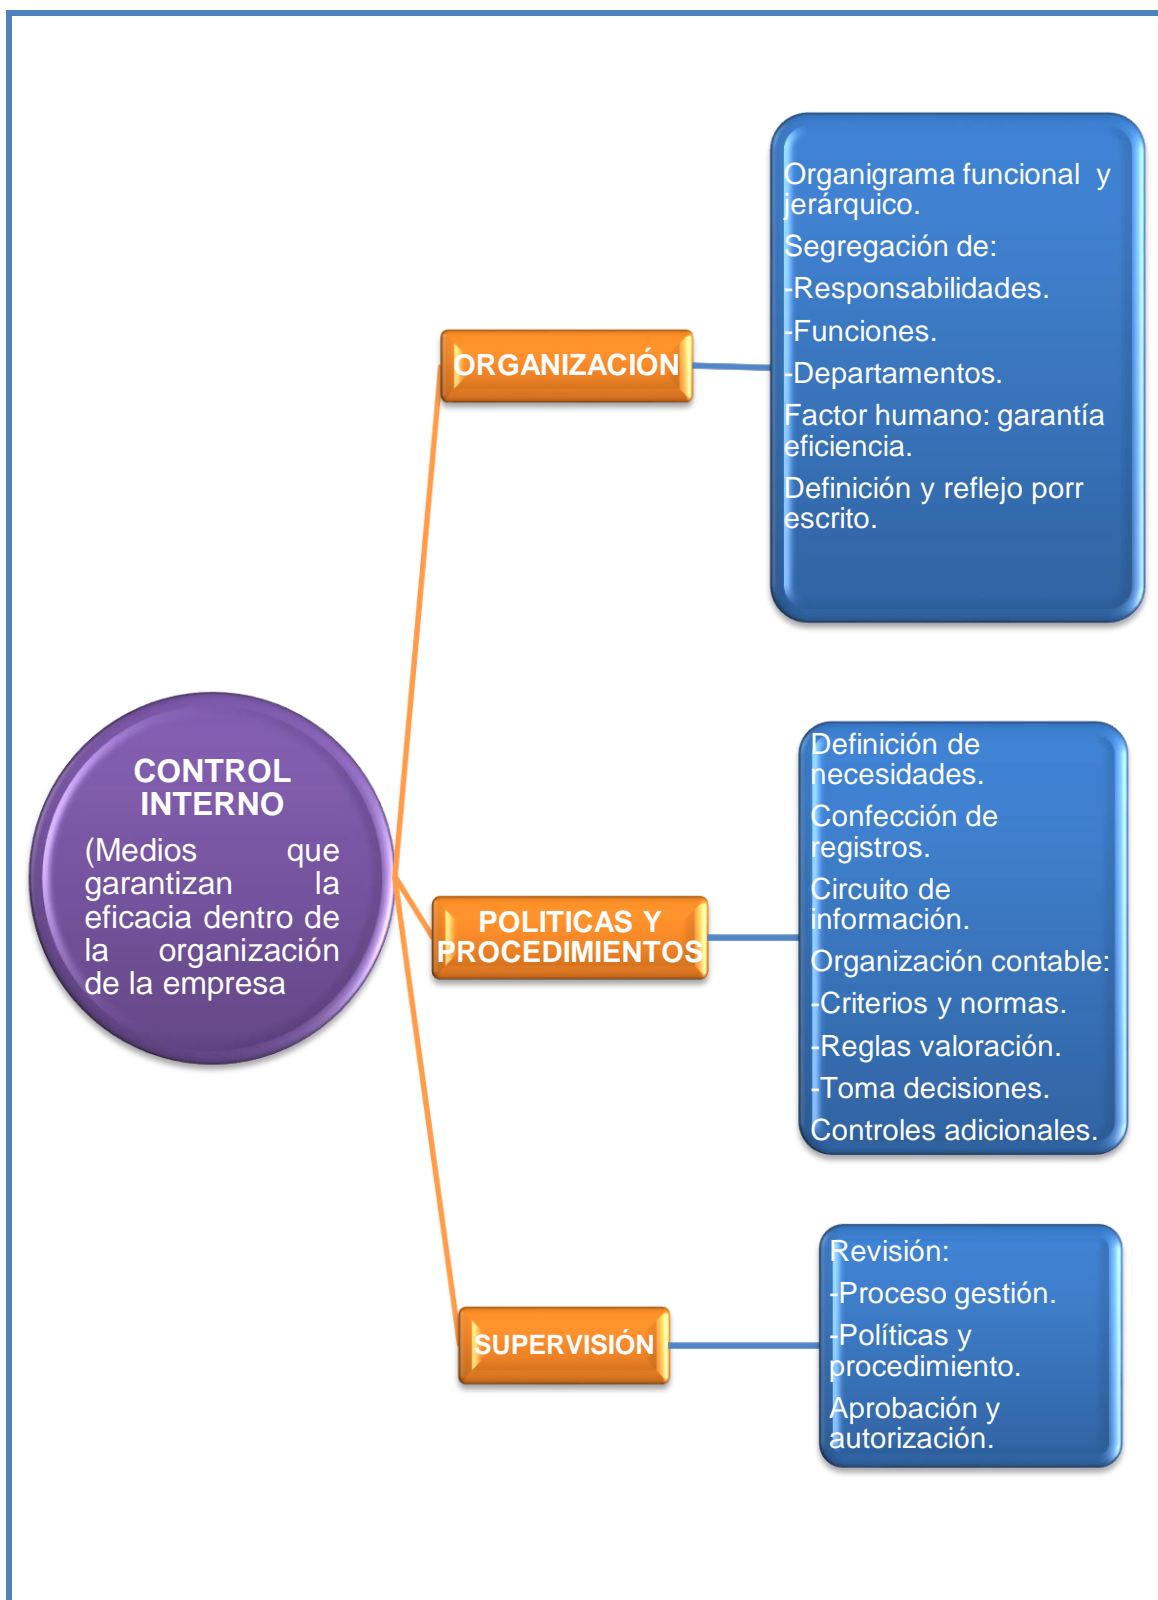 CONTROL
INTERNO
(Medios que
garantizan la
eficacia dentro de
la organización
de la empresa
ORGANIZACIÓN
Organigrama funcional y
jerárquico.
Segregación de:
-Responsabilidades.
-Funciones.
-Departamentos.
Factor humano: garantía
eficiencia.
Definición y reflejo porr
escrito.
POLITICAS Y
PROCEDIMIENTOS
Definición de
necesidades.
Confección de
registros.
Circuito de
información.
Organización contable:
-Criterios y normas.
-Reglas valoración.
-Toma decisiones.
Controles adicionales.
SUPERVISIÓN
Revisión:
-Proceso gestión.
-Políticas y
procedimiento.
Aprobación y
autorización.